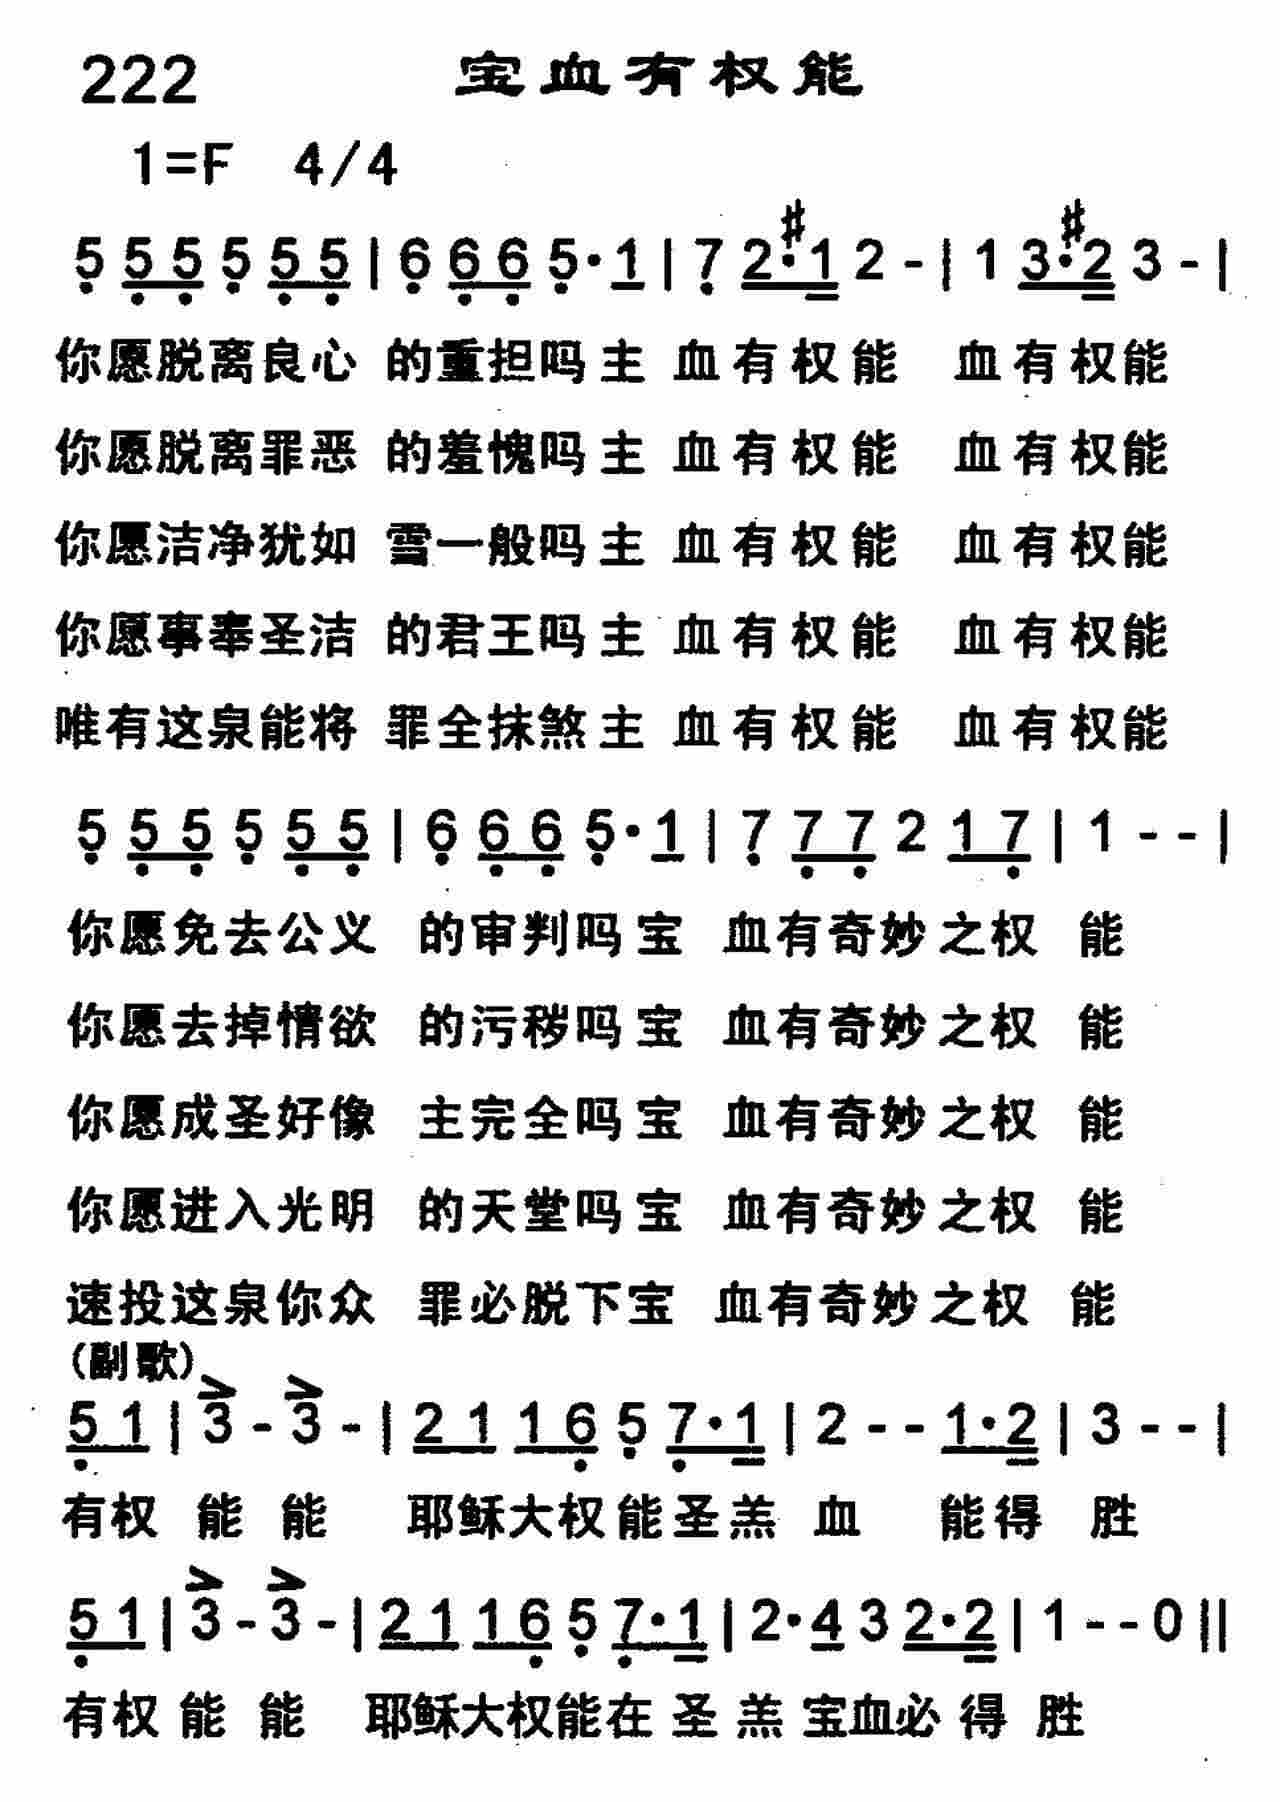 222 宝血有权能
1=F 4/4
5 5 5 5 5 5 | 6 6 6 5·1 | 7 2·#1 2 - | 1 3·#2 3 - |
你愿脱离良心 的重担吗主 血有权能 血有权能
你愿脱离罪恶 的羞愧吗主 血有权能 血有权能
你愿洁净犹如 雪一般吗主 血有权能 血有权能
你愿事奉圣洁 的君王吗主 血有权能 血有权能
唯有这泉能将 罪全抹煞主 血有权能 血有权能
5 5 5 5 5 5 | 6 6 6 5·1 | 7 7 7 2 1 7 | 1 - - |
你愿免去公义 的审判吗宝 血有奇妙之权 能
你愿去掉情欲 的污秽吗宝 血有奇妙之权 能
你愿成圣好像 主完全吗宝 血有奇妙之权 能
你愿进入光明 的天堂吗宝 血有奇妙之权 能
速投这泉你众 罪必脱下宝 血有奇妙之权 能
(副歌)
5 1 | 3 - 3 - | 2 1 1 6 5 7·1 | 2 - - 1·2 | 3 - - |
有权 能 能 耶稣大权能圣羔 血 能得 胜
5 1 | 3 - 3 - | 2 1 1 6 5 7·1 | 2·4 3 2·2 | 1 - - 0 ||
有权 能 能 耶稣大权能在 圣 羔 宝血必 得 胜